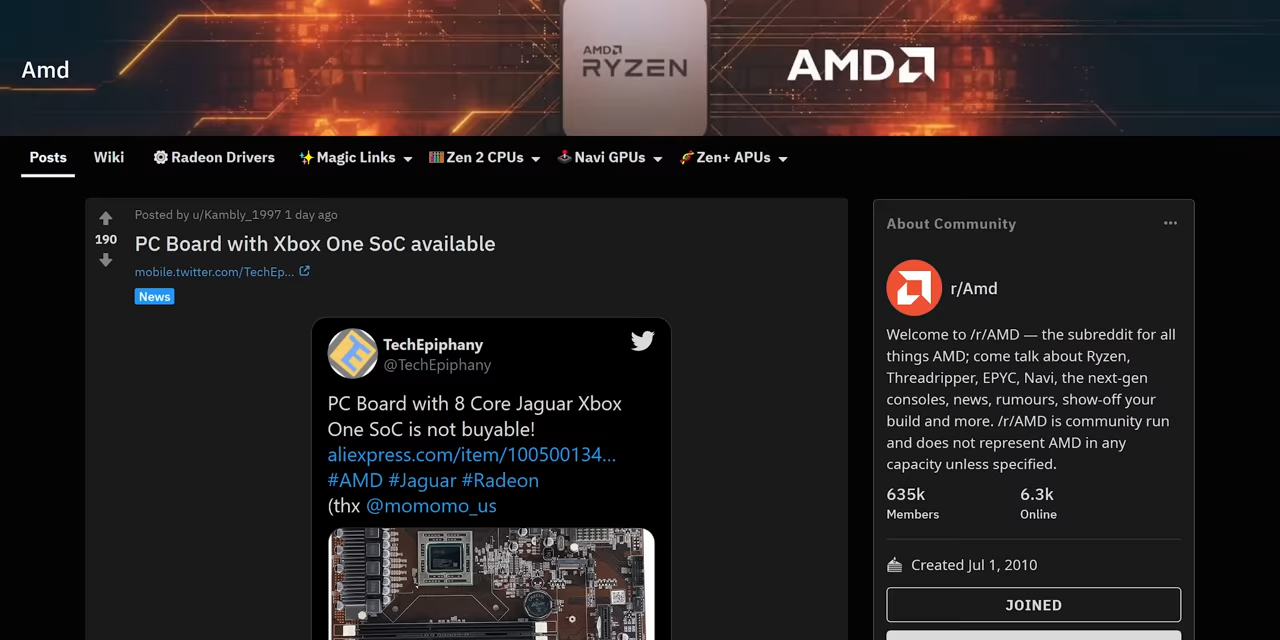 Amd
AMD
RYZEN
AMD
Posts
Wiki
Radeon Drivers
Magic Links
Zen 2 CPUs
Navi GPUs
Zen+ APUs
Posted by u/Kambly_1997 1 day ago
190
PC Board with Xbox One SoC available
mobile.twitter.com/TechEp...
News
TechEpiphany
@TechEpiphany
PC Board with 8 Core Jaguar Xbox
One SoC is not buyable!
aliexpress.com/item/100500134...
#AMD #Jaguar #Radeon
(thx @momomo_us
About Community
r/Amd
Welcome to /r/AMD — the subreddit for all
things AMD; come talk about Ryzen,
Threadripper, EPYC, Navi, the next-gen
consoles, news, rumours, show-off your
build and more. /r/AMD is community run
and does not represent AMD in any
capacity unless specified.
635k
Members
6.3k
Online
Created Jul 1, 2010
JOINED